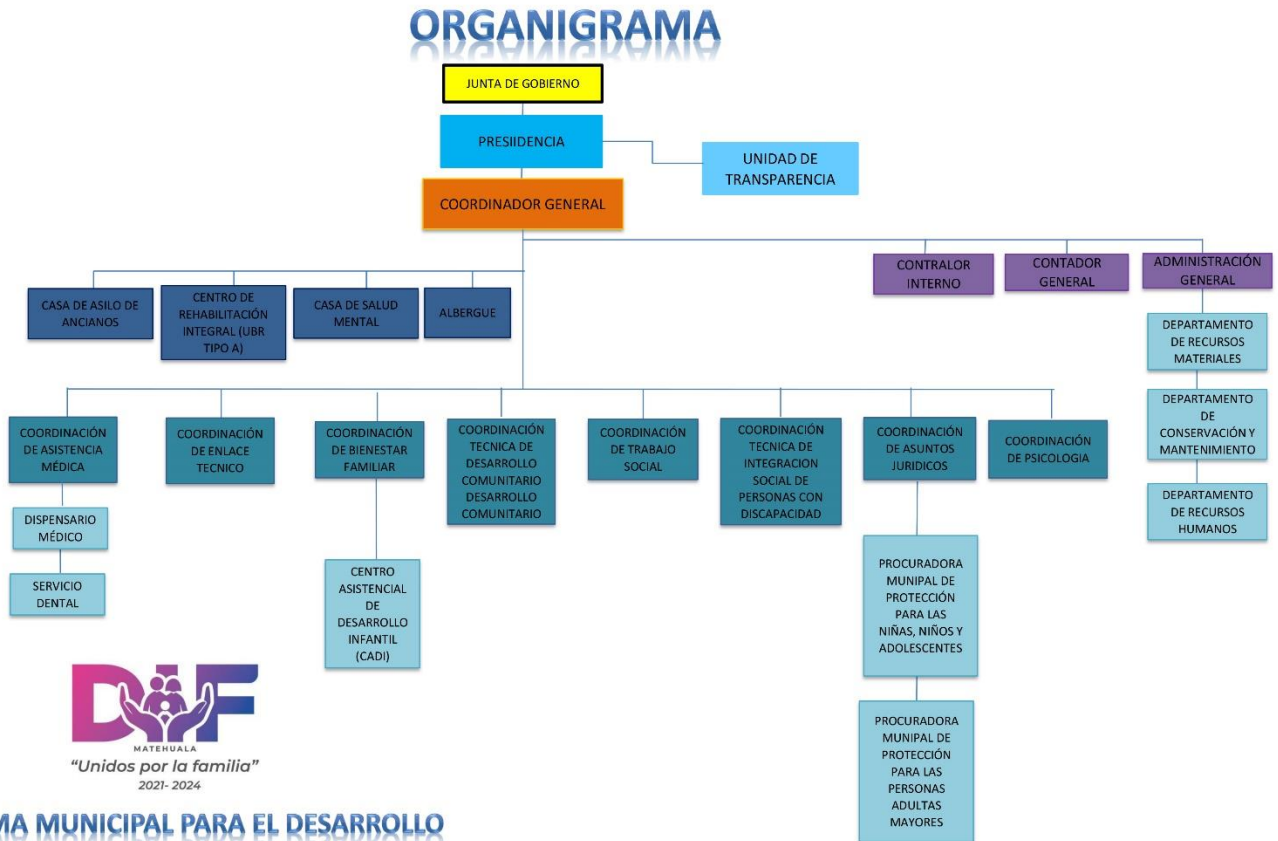 ORGANIGRAMA
JUNTA DE GOBIERNO
PRESIIDENCIA
UNIDAD DE
TRANSPARENCIA
COORDINADOR GENERAL
CONTRALOR
INTERNO
CONTADOR
GENERAL
ADMINISTRACIÓN
GENERAL
CASA DE ASILO DE
ANCIANOS
CENTRO DE
REHABILITACIÓN
INTEGRAL (UBR
TIPO A)
CASA DE SALUD
MENTAL
ALBERGUE
DEPARTAMENTO
DE RECURSOS
MATERIALES
DEPARTAMENTO
DE
CONSERVACIÓN Y
MANTENIMIENTO
DEPARTAMENTO
DE RECURSOS
HUMANOS
COORDINACIÓN
DE ASISTENCIA
MÉDICA
COORDINACIÓN
DE ENLACE
TECNICO
COORDINACIÓN
DE BIENESTAR
FAMILIAR
COORDINACIÓN
TECNICA DE
DESARROLLO
COMUNITARIO
DESARROLLO
COMUNITARIO
COORDINACIÓN
DE TRABAJO
SOCIAL
COORDINACIÓN
TECNICA DE
INTEGRACION
SOCIAL DE
PERSONAS CON
DISCAPACIDAD
COORDINACIÓN
DE ASUNTOS
JURIDICOS
COORDINACIÓN
DE PSICOLOGIA
DISPENSARIO
MÉDICO
SERVICIO
DENTAL
CENTRO
ASISTENCIAL
DE
DESARROLLO
INFANTIL
(CADI)
PROCURADORA
MUNIPAL DE
PROTECCIÓN
PARA LAS
NIÑAS, NIÑOS Y
ADOLESCENTES
PROCURADORA
MUNIPAL DE
PROTECCIÓN
PARA LAS
PERSONAS
ADULTAS
MAYORES
DIF
MATEHUALA
"Unidos por la familia"
2021- 2024
MA MUNICIPAL PARA EL DESARROLLO